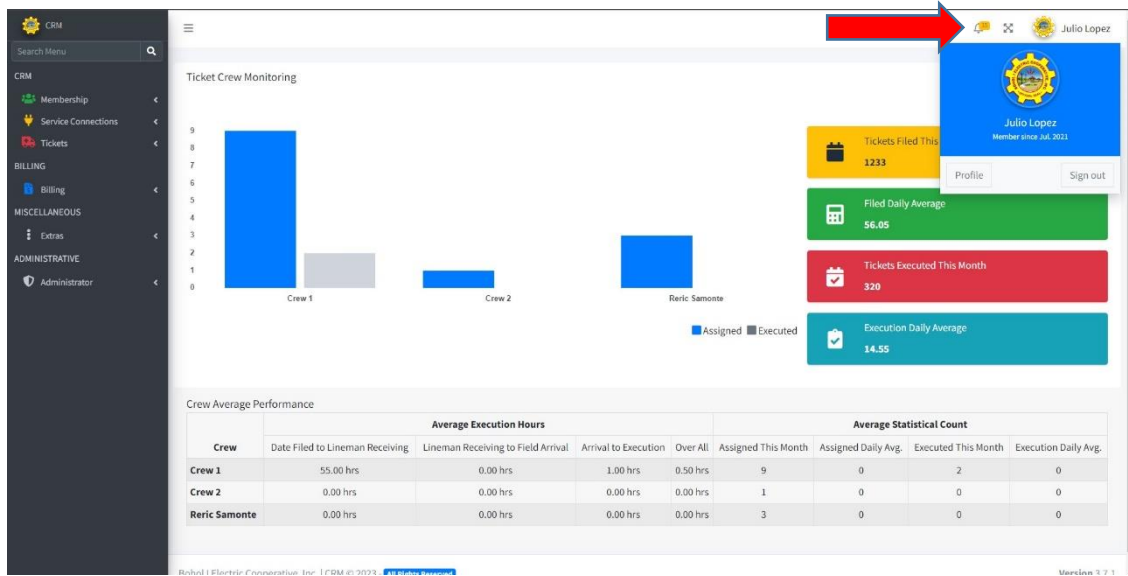 CRM
Julio Lopez
Search Menu
CRM
Membership
Service Connections
Tickets
BILLING
Billing
MISCELLANEOUS
Extras
ADMINISTRATIVE
Administrator
Julio Lopez
Member since Jul. 2021
Profile
Sign out
Ticket Crew Monitoring
9
8
7
6
5
4
3
2
1
0
Crew 1 Crew 2 Reric Samonte
Assigned Executed
Tickets Filed This
1233
Filed Daily Average
56.05
Tickets Executed This Month
320
Execution Daily Average
14.55
Crew Average Performance
Average Execution Hours Average Statistical Count
Crew Date Filed to Lineman Receiving Lineman Receiving to Field Arrival Arrival to Execution Over All Assigned This Month Assigned Daily Avg. Executed This Month Execution Daily Avg.
Crew 1 55.00 hrs 0.00 hrs 1.00 hrs 0.50 hrs 9 0 2 0
Crew 2 0.00 hrs 0.00 hrs 0.00 hrs 0.00 hrs 1 0 0 0
Reric Samonte 0.00 hrs 0.00 hrs 0.00 hrs 0.00 hrs 3 0 0 0
Bohol I Electric Cooperative, Inc. | CRM © 2023 - All Rights Reserved Version 3.7.1